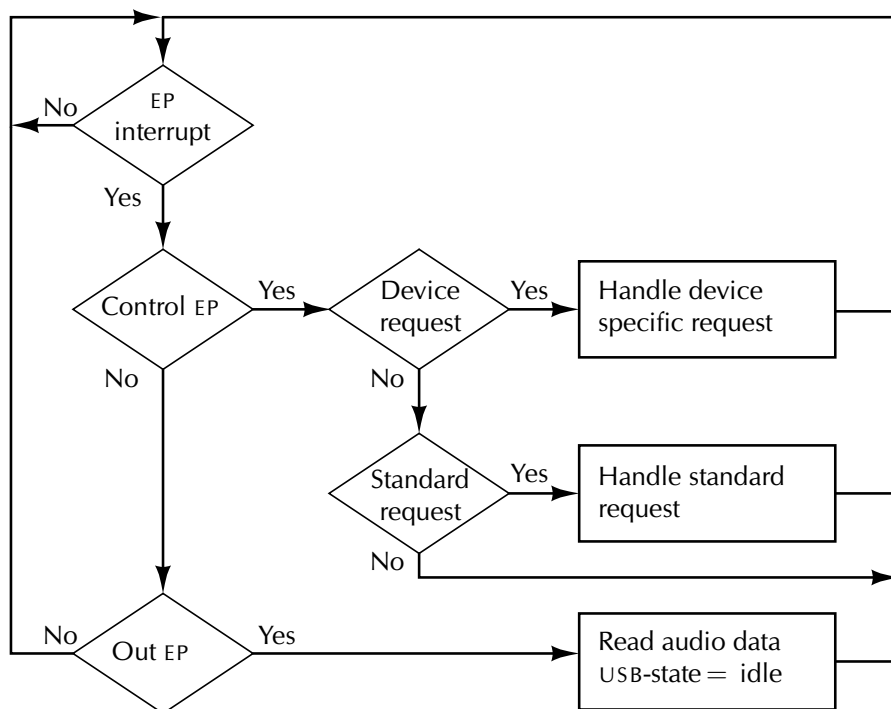 No
EP
interrupt
Yes
Control EP
Yes
Device
request
Yes
Handle device
specific request
No
No
Standard
request
Yes
Handle standard
request
No
No
Out EP
Yes
Read audio data
USB-state = idle